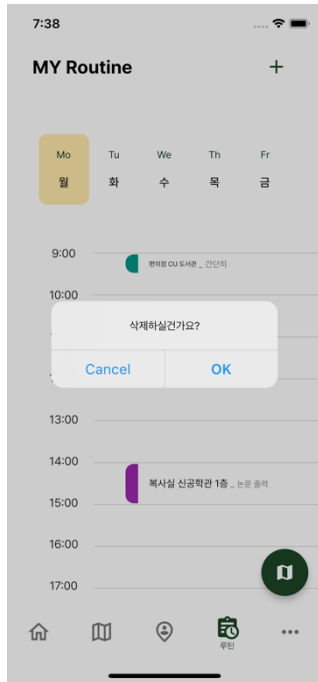 7:38
MY Routine
+
Mo Tu We Th Fr
월 화 수 목 금
9:00
편의점 CU 도서관 _ 간단히
10:00
삭제하실건가요?
Cancel OK
13:00
14:00
복사실 신공학관 1층 _ 논문 출력
15:00
16:00
17:00
루틴